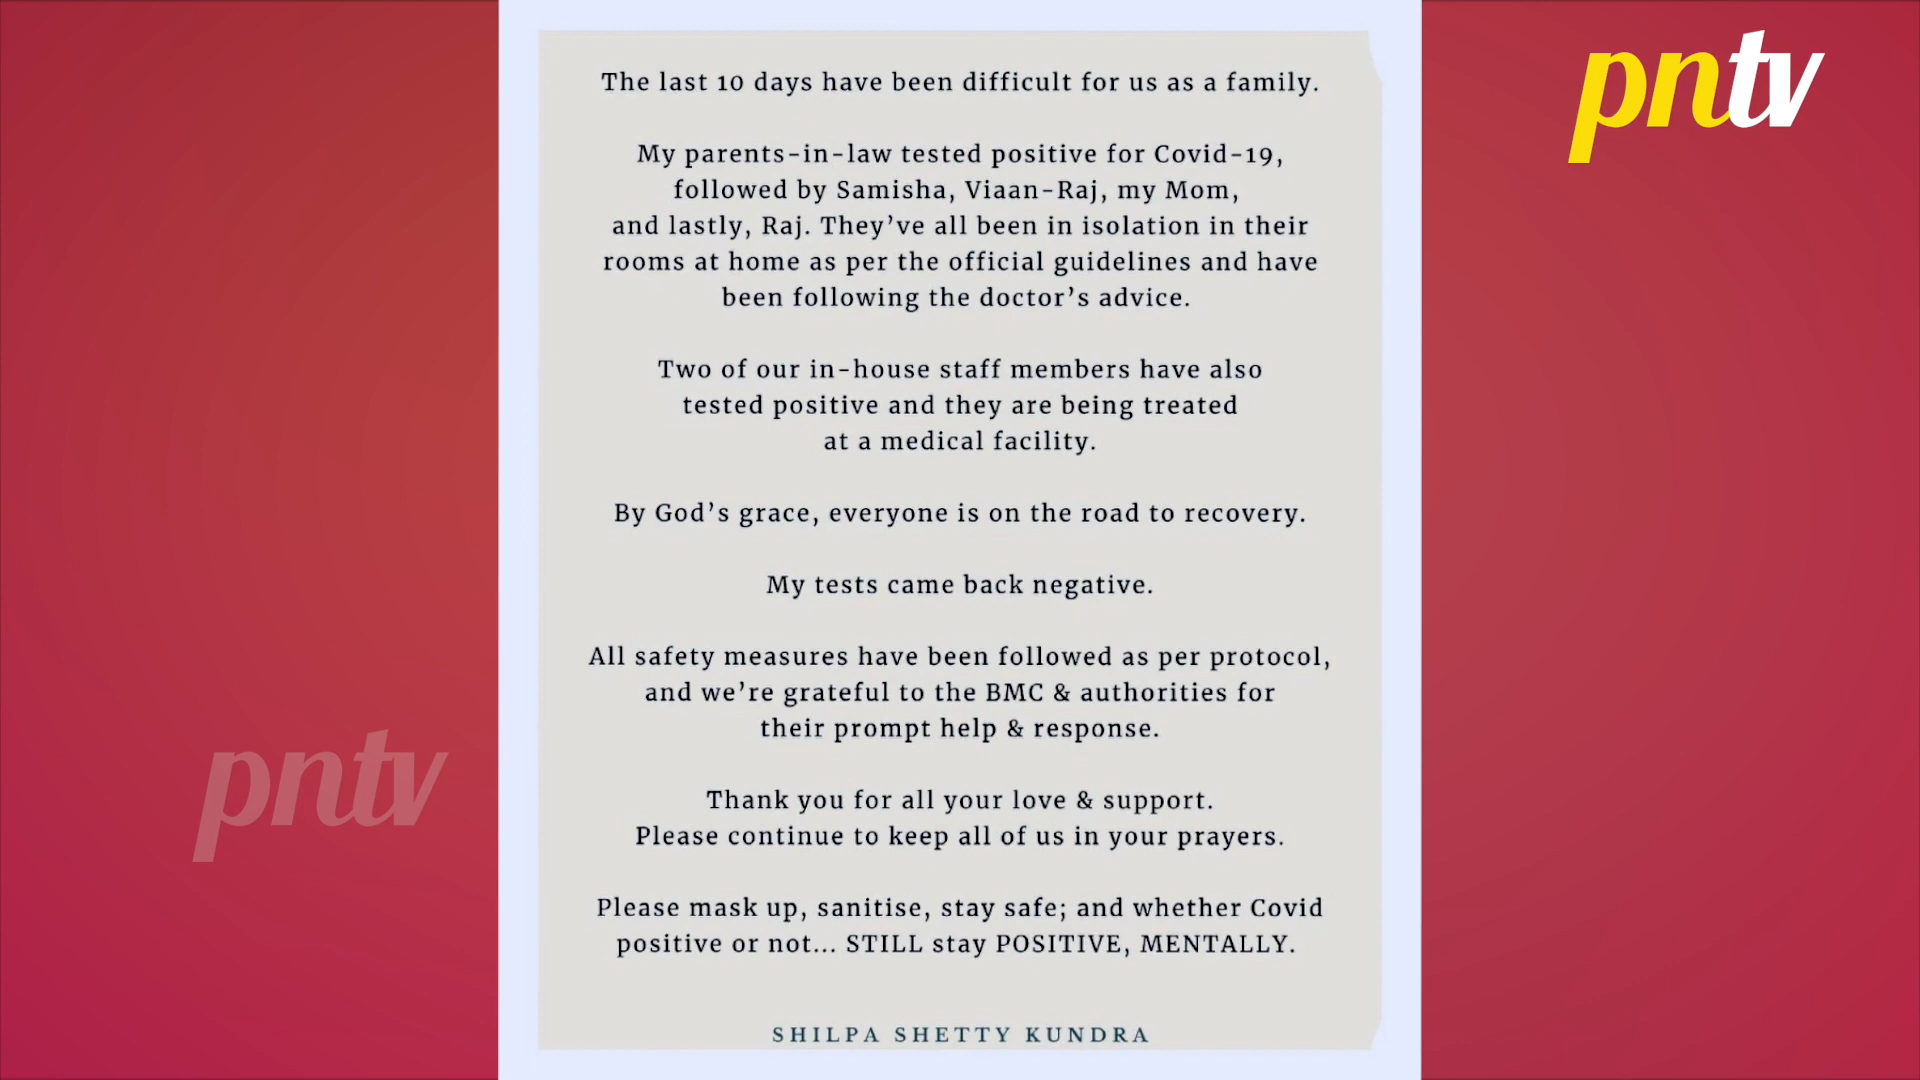 The last 10 days have been difficult for us as a family.
My parents-in-law tested positive for Covid-19,
followed by Samisha, Viaan-Raj, my Mom,
and lastly, Raj. They’ve all been in isolation in their
rooms at home as per the official guidelines and have
been following the doctor’s advice.
Two of our in-house staff members have also
tested positive and they are being treated
at a medical facility.
By God’s grace, everyone is on the road to recovery.
My tests came back negative.
All safety measures have been followed as per protocol,
and we’re grateful to the BMC & authorities for
their prompt help & response.
Thank you for all your love & support.
Please continue to keep all of us in your prayers.
Please mask up, sanitise, stay safe; and whether Covid
positive or not... STILL stay POSITIVE, MENTALLY.
SHILPA SHETTY KUNDRA
pntv
pntv